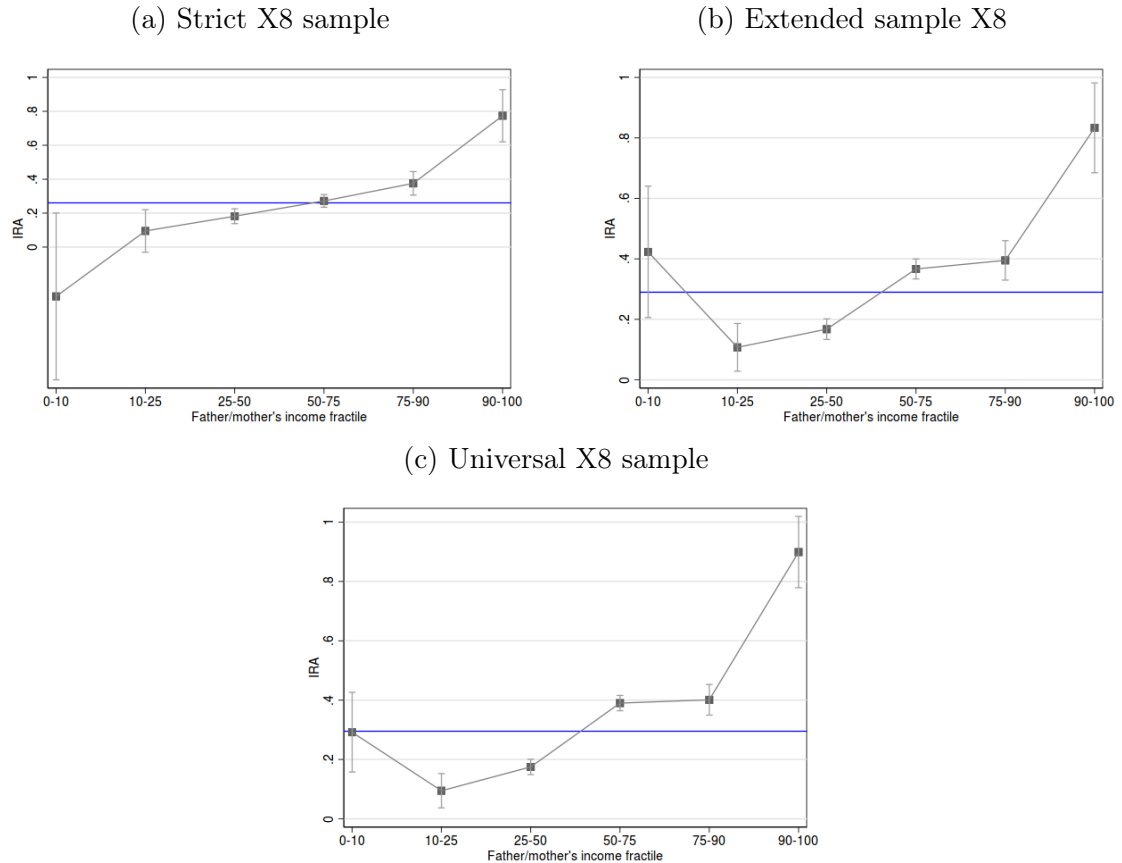 (a) Strict X8 sample
(b) Extended sample X8
1
.8
.6
.4
.2
0
IRA
0-10 10-25 25-50 50-75 75-90 90-100
Father/mother's income fractile
1
.8
.6
.4
.2
0
IRA
0-10 10-25 25-50 50-75 75-90 90-100
Father/mother's income fractile
(c) Universal X8 sample
1
.8
.6
.4
.2
0
IRA
0-10 10-25 25-50 50-75 75-90 90-100
Father/mother's income fractile